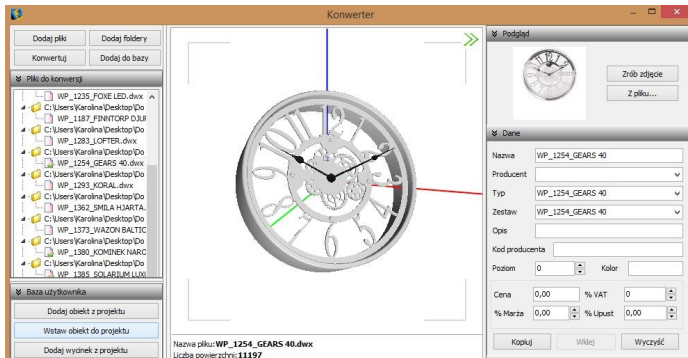 Konwerter
Dodaj pliki Dodaj foldery
Konwertuj Dodaj do bazy
Pliki do konwersji
WP_1235_FOXE LED.dwx
C:\Users\Karolina\Desktop\Do
WP_1187_FINNTORP DJUF
C:\Users\Karolina\Desktop\Do
WP_1283_LOFTER.dwx
C:\Users\Karolina\Desktop\Do
WP_1254_GEARS 40.dwx
C:\Users\Karolina\Desktop\Do
WP_1293_KORAL.dwx
C:\Users\Karolina\Desktop\Do
WP_1362_SMILA HJARTA.
C:\Users\Karolina\Desktop\Do
WP_1373_WAZON BALTIC
C:\Users\Karolina\Desktop\Do
WP_1380_KOMINEK NARC
C:\Users\Karolina\Desktop\Do
WP_1385_SOLARIUM LUXU
Baza użytkownika
Dodaj obiekt z projektu
Wstaw obiekt do projektu
Dodaj wycinek z projektu
Nazwa pliku:WP_1254_GEARS 40.dwx
Liczba powierzchni:11197
Podgląd
Zrób zdjęcie
Z pliku...
Dane
Nazwa WP_1254_GEARS 40
Producent
Typ WP_1254_GEARS 40
Zestaw WP_1254_GEARS 40
Opis
Kod producenta
Poziom 0 Kolor
Cena 0,00 % VAT 0
% Marża 0,00 % Upust 0,00
Kopiuj Wklej Wyczyść